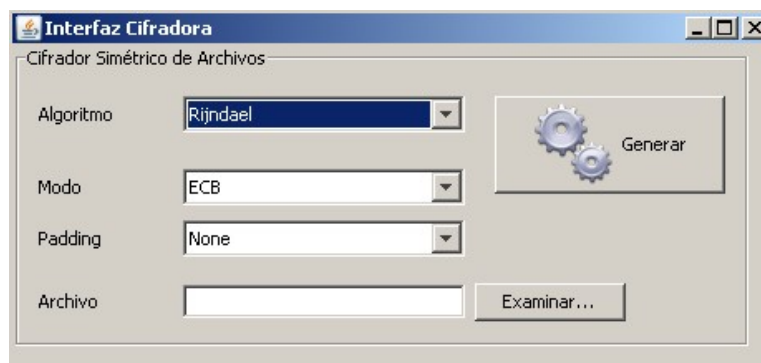 Interfaz Cifradora
Cifrador Simétrico de Archivos
Algoritmo
Rijndael
Generar
Modo
ECB
Padding
None
Archivo
Examinar...